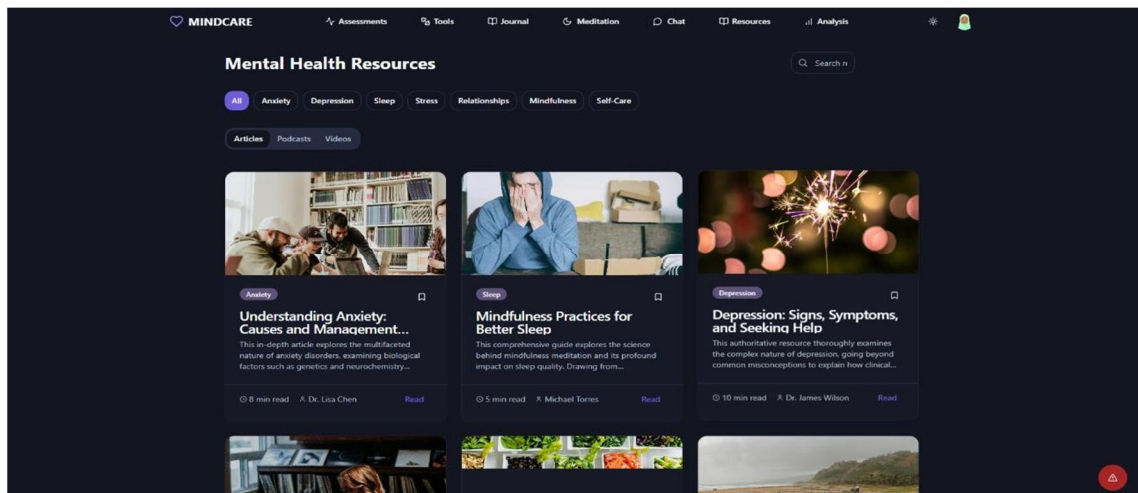 MINDCARE
Assessments Tools Journal Meditation Chat Resources Analysis
Mental Health Resources
Search
All Anxiety Depression Sleep Stress Relationships Mindfulness Self-Care
Articles Podcasts Videos
Anxiety
Understanding Anxiety:
Causes and Management...
This in-depth article explores the multifaceted
nature of anxiety disorders, examining biological
factors such as genetics and neurochemistry...
8 min read Dr. Lisa Chen Read
Sleep
Mindfulness Practices for
Better Sleep
This comprehensive guide explores the science
behind mindfulness meditation and its profound
impact on sleep quality. Drawing from...
5 min read Michael Torres Read
Depression
Depression: Signs, Symptoms,
and Seeking Help
This authoritative resource thoroughly examines
the complex nature of depression, going beyond
common misconceptions to explain how clinical...
10 min read Dr. James Wilson Read